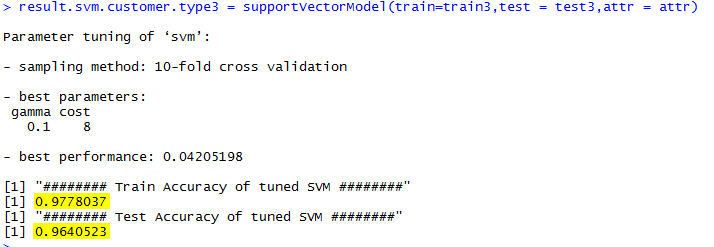 > result.svm.customer.type3 = supportVectorModel(train=train3,test = test3,attr = attr)
Parameter tuning of ‘svm’:
- sampling method: 10-fold cross validation
- best parameters:
 gamma cost
   0.1    8
- best performance: 0.04205198
[1] "######## Train Accuracy of tuned SVM ########"
[1] 0.9778037
[1] "######## Test Accuracy of tuned SVM ########"
[1] 0.9640523
>